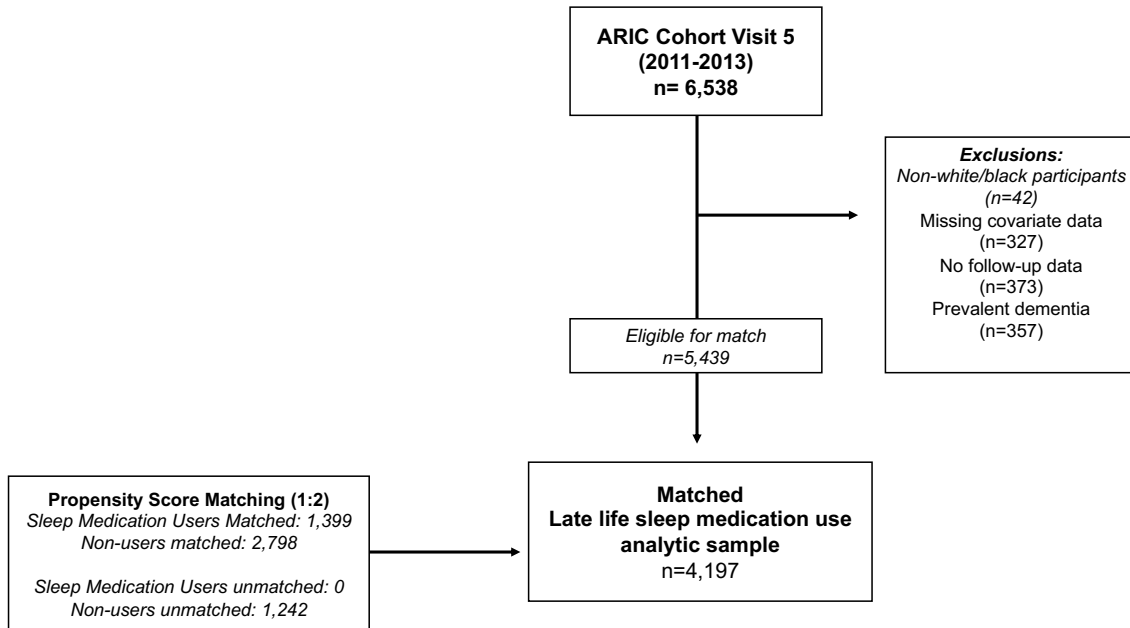 ARIC Cohort Visit 5
(2011-2013)
n= 6,538
Exclusions:
Non-white/black participants
(n=42)
Missing covariate data
(n=327)
No follow-up data
(n=373)
Prevalent dementia
(n=357)
Eligible for match
n=5,439
Propensity Score Matching (1:2)
Sleep Medication Users Matched: 1,399
Non-users matched: 2,798
Sleep Medication Users unmatched: 0
Non-users unmatched: 1,242
Matched
Late life sleep medication use
analytic sample
n=4,197